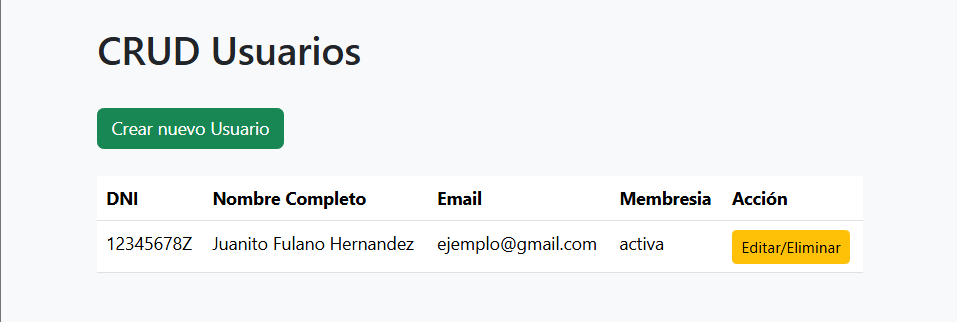 CRUD Usuarios
Crear nuevo Usuario
DNI Nombre Completo Email Membresia Acción
12345678Z Juanito Fulano Hernandez ejemplo@gmail.com activa Editar/Eliminar